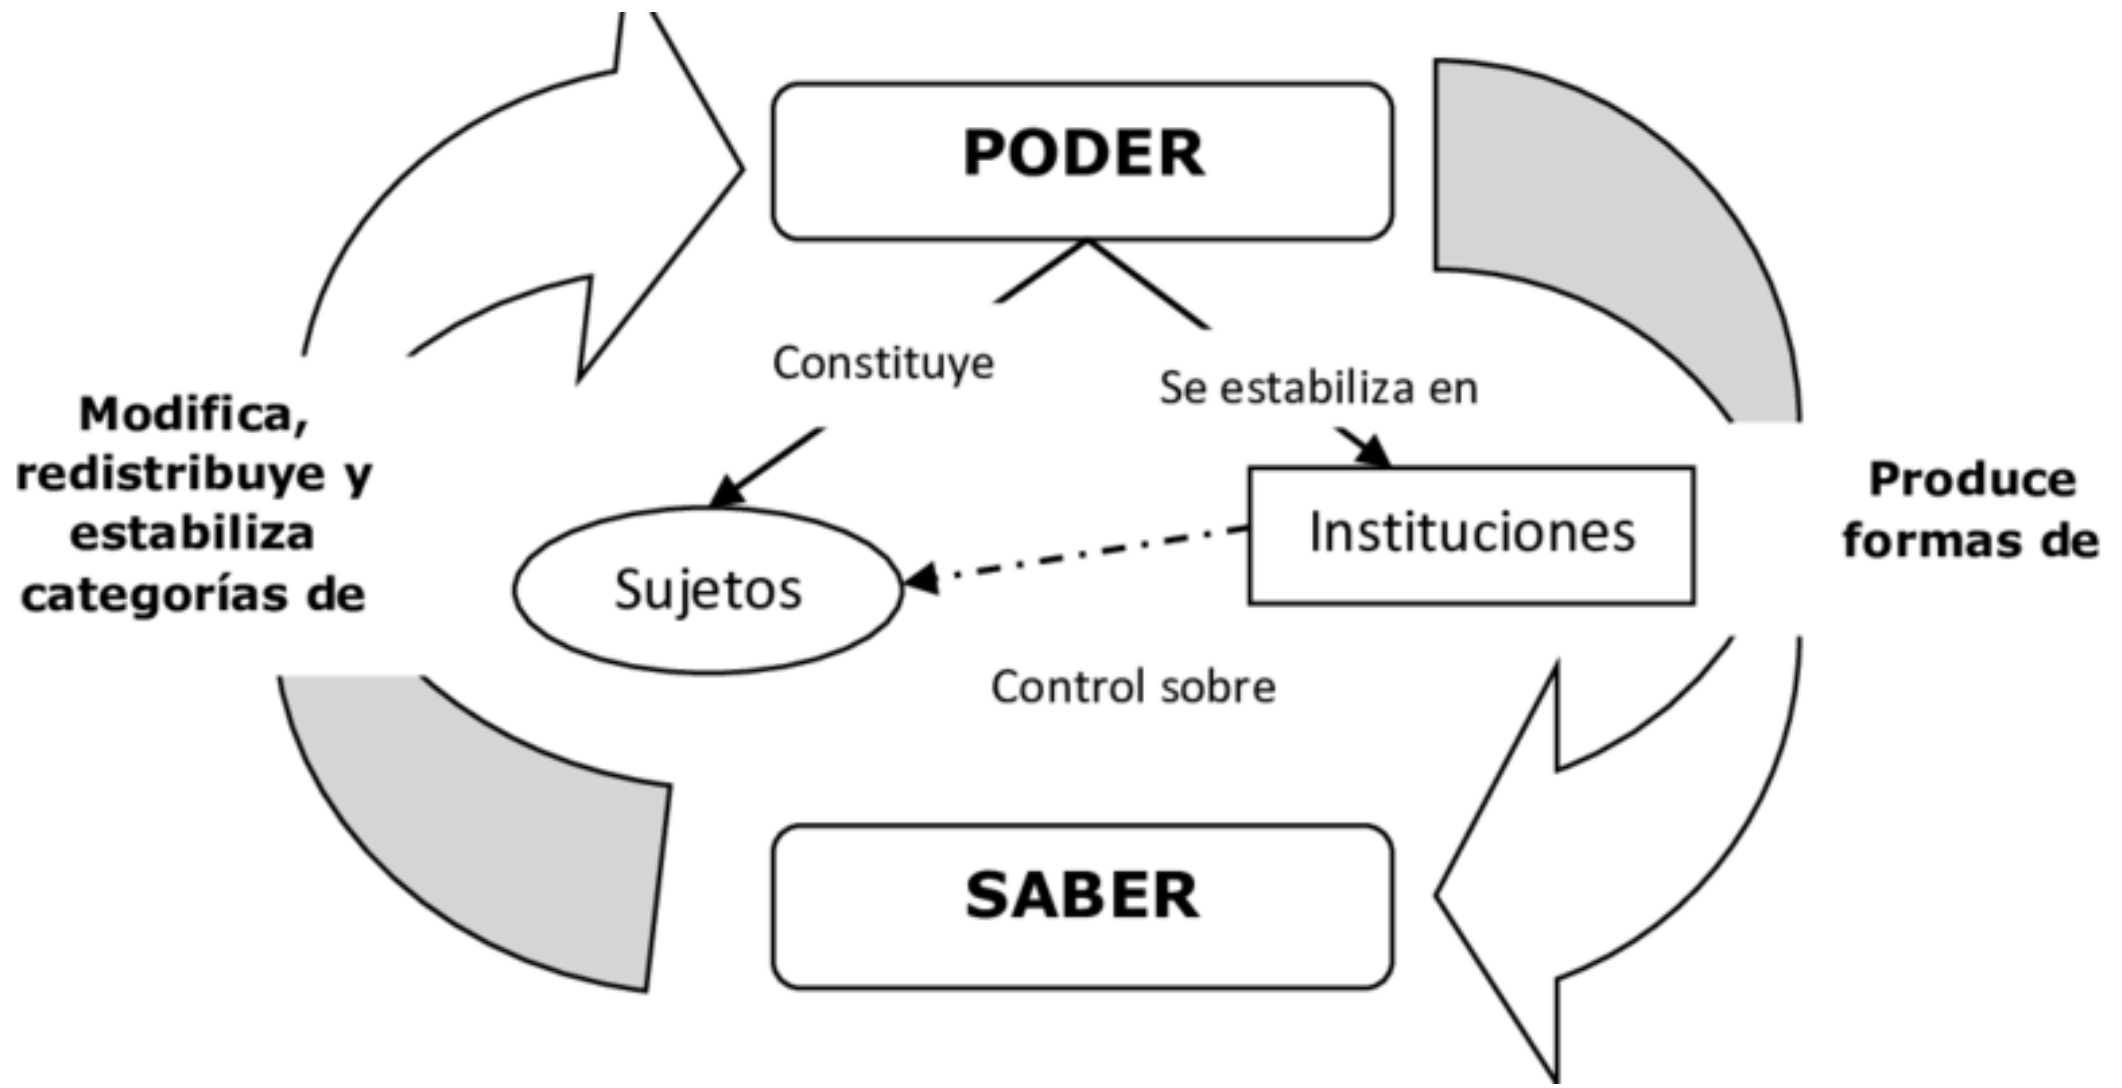 PODER
Constituye
Se estabiliza en
Modifica,
redistribuye y
estabiliza
categorías de
Produce
formas de
Instituciones
Sujetos
Control sobre
SABER